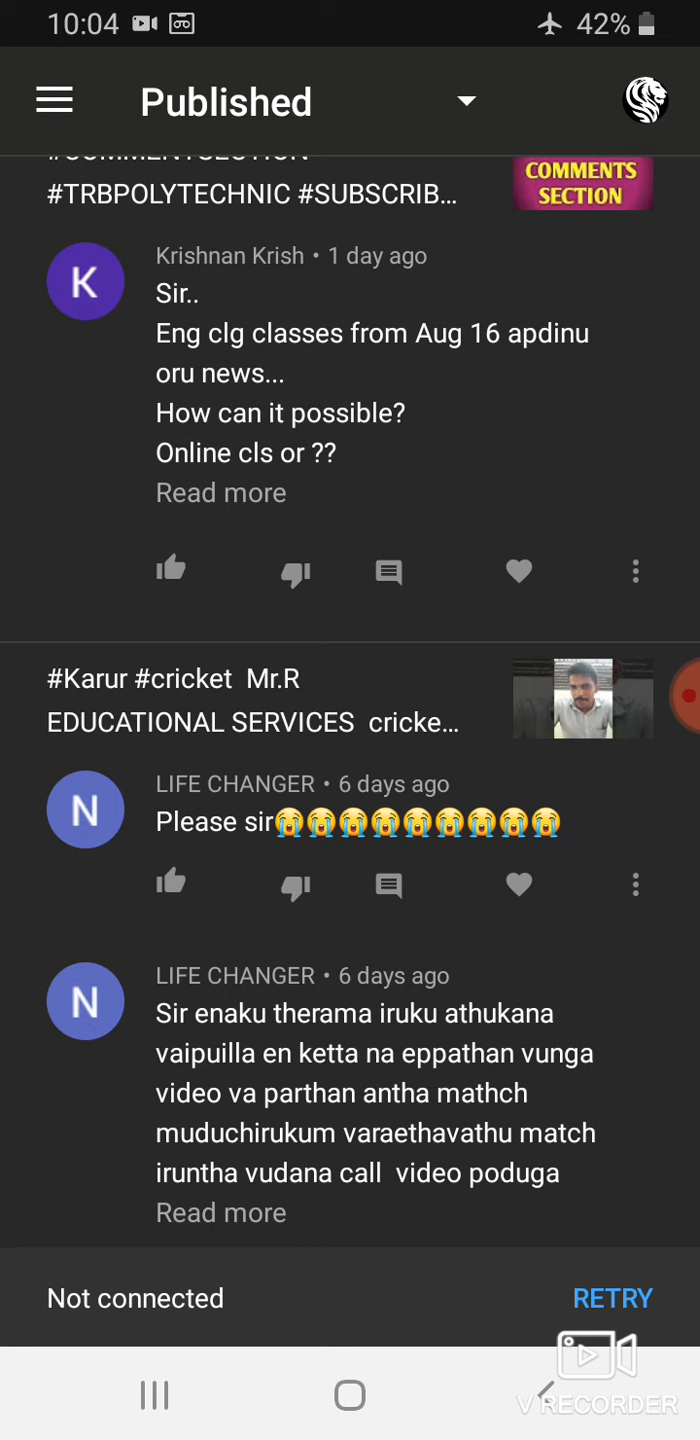 10:04 42%
Published
#COMMENTSECTION
#TRBPOLYTECHNIC #SUBSCRIB...
COMMENTS
SECTION
K
Krishnan Krish • 1 day ago
Sir..
Eng clg classes from Aug 16 apdinu
oru news...
How can it possible?
Online cls or ??
Read more
#Karur #cricket Mr.R
EDUCATIONAL SERVICES cricke...
N
LIFE CHANGER • 6 days ago
Please sir😭😭😭😭😭😭😭😭😭
N
LIFE CHANGER • 6 days ago
Sir enaku therama iruku athukana
vaipuilla en ketta na eppathan vunga
video va parthan antha mathch
muduchirukum varaethavathu match
iruntha vudana call video poduga
Read more
Not connected RETRY
V RECORDER